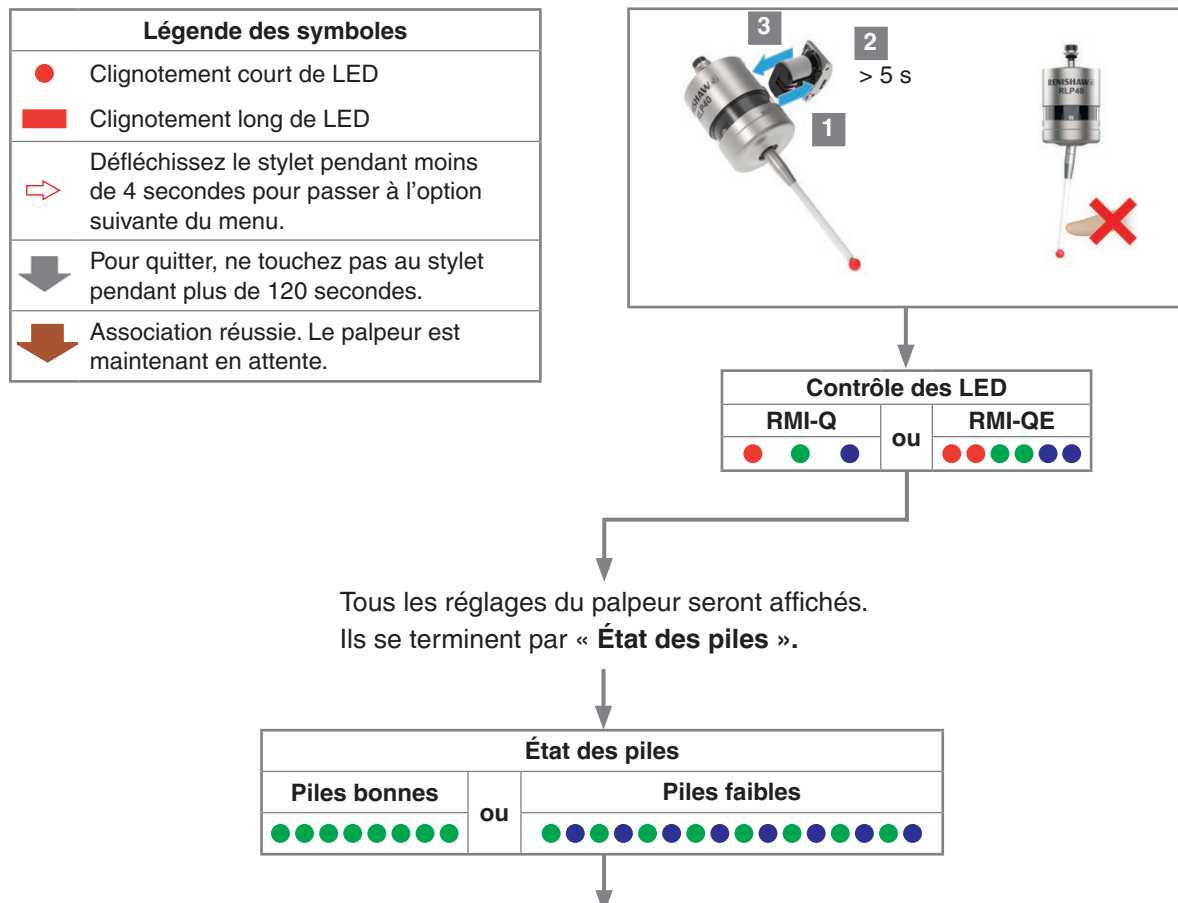 Légende des symboles
Clignotement court de LED
Clignotement long de LED
Défléchissez le stylet pendant moins
de 4 secondes pour passer à l'option
suivante du menu.
Pour quitter, ne touchez pas au stylet
pendant plus de 120 secondes.
Association réussie. Le palpeur est
maintenant en attente.
3
2
> 5 s
1
RENISHAW
RLP40
RENISHAW
RLP40
Contrôle des LED
RMI-Q
ou
RMI-QE
Tous les réglages du palpeur seront affichés.
Ils se terminent par « État des piles ».
État des piles
Piles bonnes
ou
Piles faibles